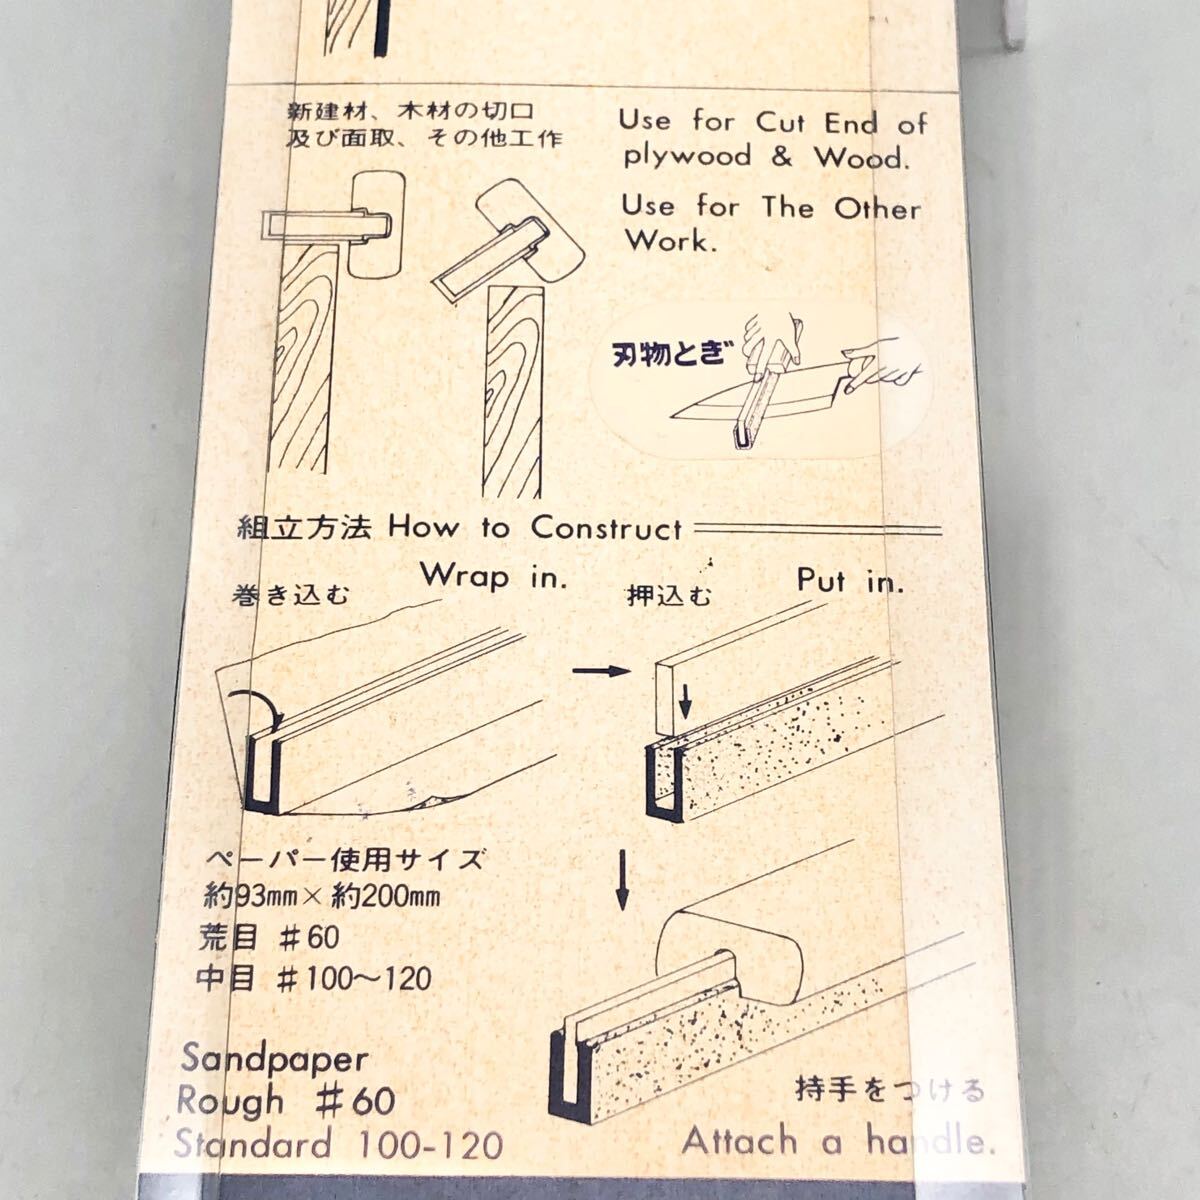 新建材、木材の切口
及び面取、その他工作
Use for Cut End of
plywood & Wood.
Use for The Other
Work.
刃物とぎ
組立方法 How to Construct
Wrap in.
巻き込む
Put in.
押込む
ペーパー使用サイズ
約93mm×約200mm
荒目 #60
中目 #100〜120
Sandpaper
Rough #60
Standard 100-120
持手をつける
Attach a handle.